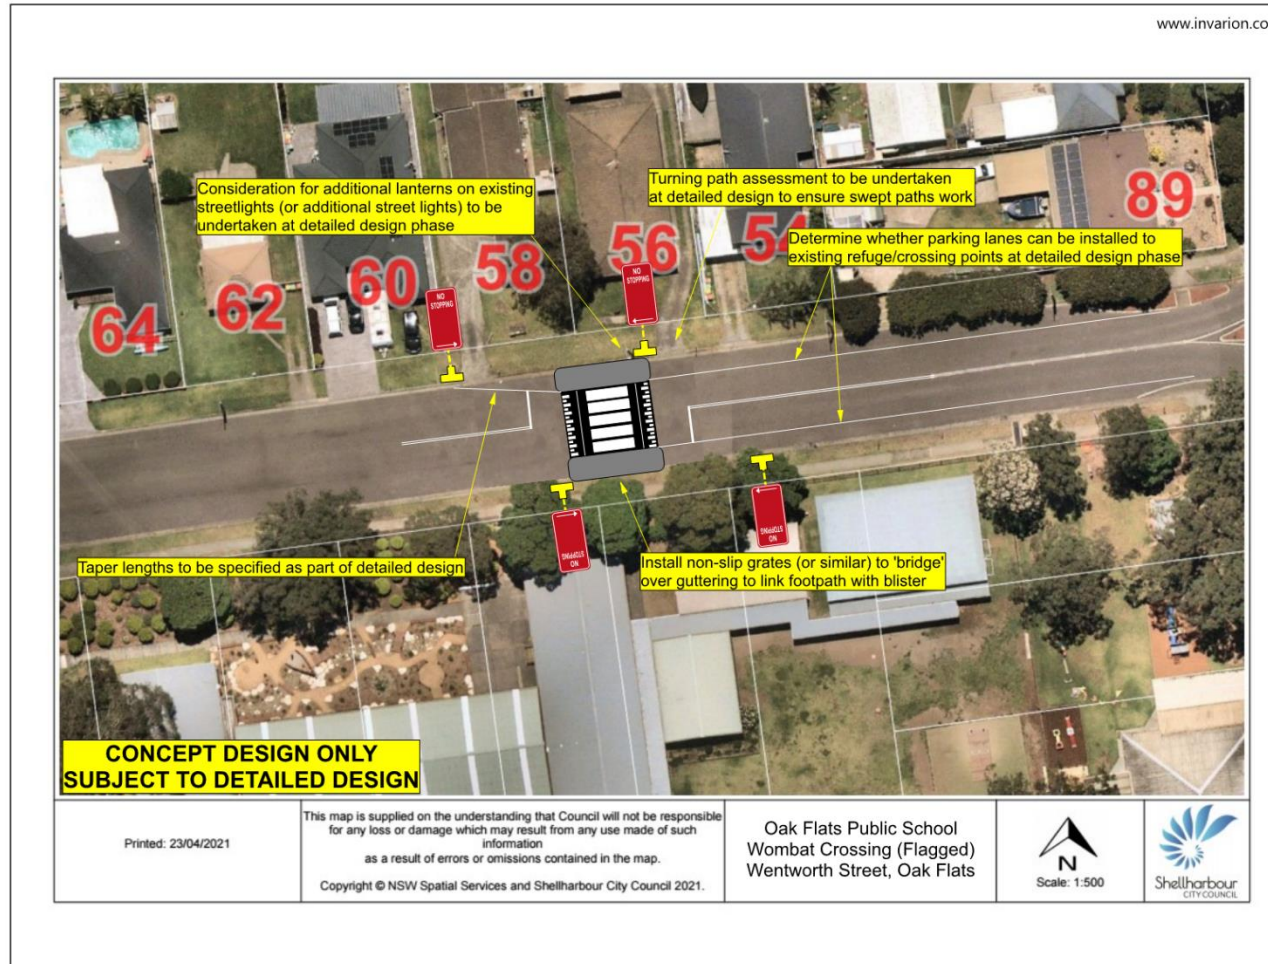 www.invarion.co
Consideration for additional lanterns on existing
streetlights (or additional street lights) to be
undertaken at detailed design phase
Turning path assessment to be undertaken
at detailed design to ensure swept paths work
Determine whether parking lanes can be installed to
existing refuge/crossing points at detailed design phase
64
62
60
58
56
54
89
NO
STOPPING
NO
STOPPING
NO
STOPPING
NO
STOPPING
Taper lengths to be specified as part of detailed design
Install non-slip grates (or similar) to 'bridge'
over guttering to link footpath with blister
CONCEPT DESIGN ONLY
SUBJECT TO DETAILED DESIGN
Printed: 23/04/2021
This map is supplied on the understanding that Council will not be responsible
for any loss or damage which may result from any use made of such
information
as a result of errors or omissions contained in the map.
Copyright © NSW Spatial Services and Shellharbour City Council 2021.
Oak Flats Public School
Wombat Crossing (Flagged)
Wentworth Street, Oak Flats
N
Scale: 1:500
Shellharbour
CITY COUNCIL